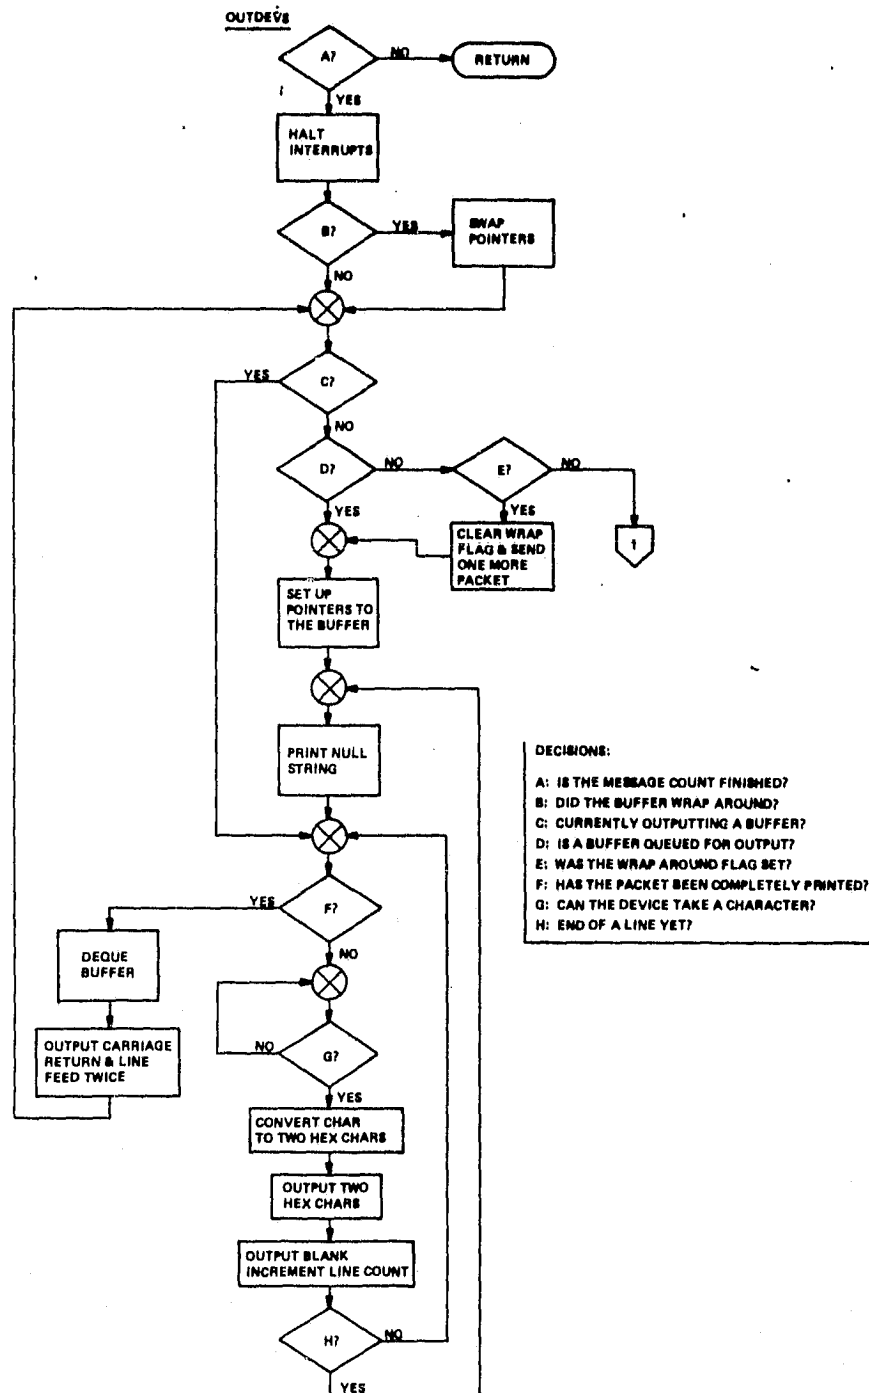 OUTDEVS
A?
NO
RETURN
YES
HALT
INTERRUPTS
B?
YES
SWAP
POINTERS
NO
YES
C?
NO
D?
NO
E?
NO
YES
YES
CLEAR WRAP
FLAG & SEND
ONE MORE
PACKET
1
SET UP
POINTERS TO
THE BUFFER
PRINT NULL
STRING
DECISIONS:
A: IS THE MESSAGE COUNT FINISHED?
B: DID THE BUFFER WRAP AROUND?
C: CURRENTLY OUTPUTTING A BUFFER?
D: IS A BUFFER QUEUED FOR OUTPUT?
E: WAS THE WRAP AROUND FLAG SET?
F: HAS THE PACKET BEEN COMPLETELY PRINTED?
G: CAN THE DEVICE TAKE A CHARACTER?
H: END OF A LINE YET?
YES
F?
NO
DEQUE
BUFFER
OUTPUT CARRIAGE
RETURN & LINE
FEED TWICE
NO
G?
YES
CONVERT CHAR
TO TWO HEX CHARS
OUTPUT TWO
HEX CHARS
OUTPUT BLANK
INCREMENT LINE COUNT
H?
NO
YES